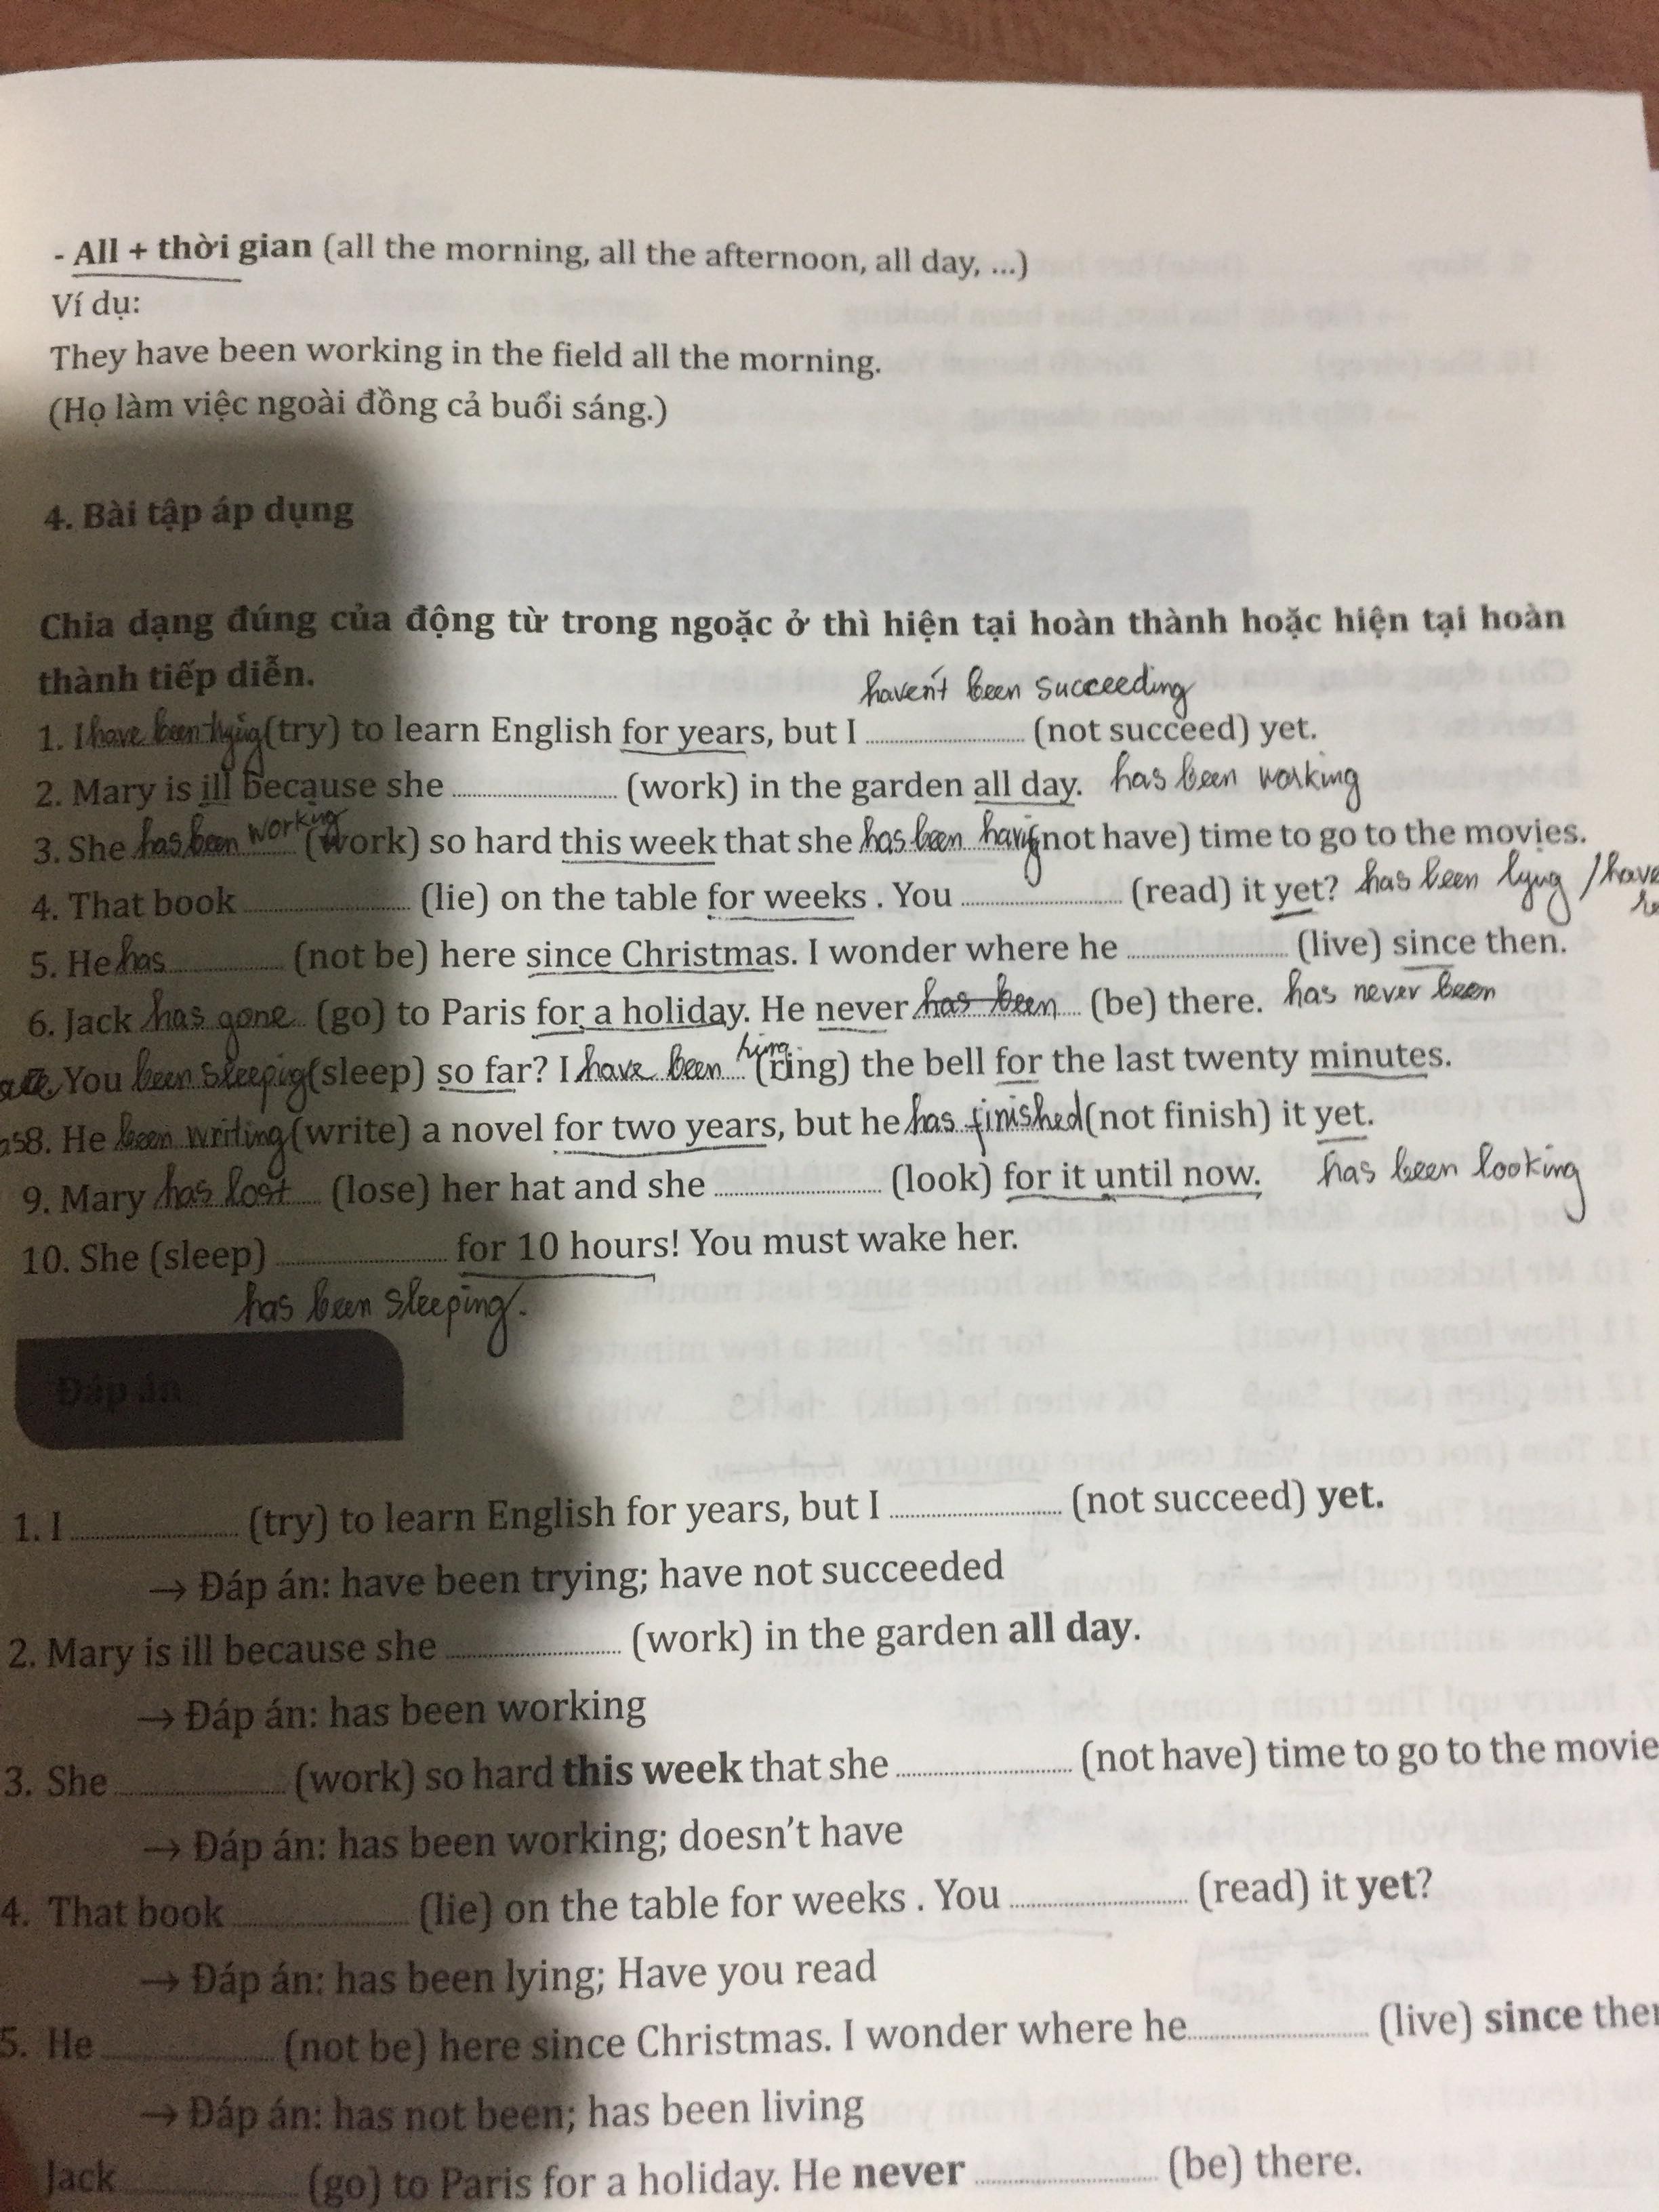 - All + thời gian (all the morning, all the afternoon, all day, ...)
Ví dụ:
They have been working in the field all the morning.
(Họ làm việc ngoài đồng cả buổi sáng.)
4. Bài tập áp dụng
Chia dạng đúng của động từ trong ngoặc ở thì hiện tại hoàn thành hoặc hiện tại hoàn
thành tiếp diễn.
haven't been succeeding
1. I have been trying (try) to learn English for years, but I ........................ (not succeed) yet.
2. Mary is ill because she ........................ (work) in the garden all day. has been working
3. She has been working (work) so hard this week that she has been having (not have) time to go to the movies.
4. That book ........................ (lie) on the table for weeks . You ........................ (read) it yet? has been lying / have
5. He has ................ (not be) here since Christmas. I wonder where he ........................ (live) since then.
6. Jack has gone (go) to Paris for a holiday. He never has been (be) there. has never been
You been sleeping (sleep) so far? I have been (ring) the bell for the last twenty minutes.
8. He been writing (write) a novel for two years, but he has finished (not finish) it yet.
9. Mary has lost (lose) her hat and she ........................ (look) for it until now. has been looking
10. She (sleep) ........................ for 10 hours! You must wake her.
has been sleeping.
Đáp án
1. I ........................ (try) to learn English for years, but I ........................ (not succeed) yet.
→ Đáp án: have been trying; have not succeeded
2. Mary is ill because she ........................ (work) in the garden all day.
→ Đáp án: has been working
3. She ........................ (work) so hard this week that she ........................ (not have) time to go to the movie
→ Đáp án: has been working; doesn't have
4. That book ........................ (lie) on the table for weeks . You ........................ (read) it yet?
→ Đáp án: has been lying; Have you read
5. He ........................ (not be) here since Christmas. I wonder where he ........................ (live) since then
→ Đáp án: has not been; has been living
Jack ........................ (go) to Paris for a holiday. He never ........................ (be) there.